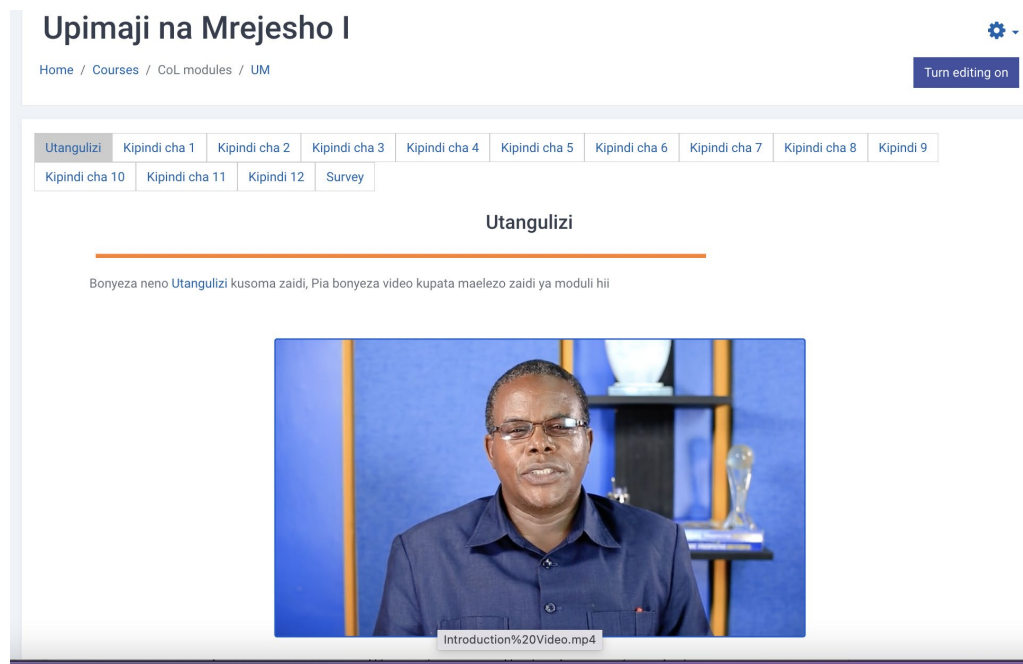 Upimaji na Mrejesho I
Home / Courses / CoL modules / UM
Turn editing on
Utangulizi Kipindi cha 1 Kipindi cha 2 Kipindi cha 3 Kipindi cha 4 Kipindi cha 5 Kipindi cha 6 Kipindi cha 7 Kipindi cha 8 Kipindi 9
Kipindi cha 10 Kipindi cha 11 Kipindi 12 Survey
Utangulizi
Bonyeza neno Utangulizi kusoma zaidi, Pia bonyeza video kupata maelezo zaidi ya moduli hii
Introduction%20Video.mp4